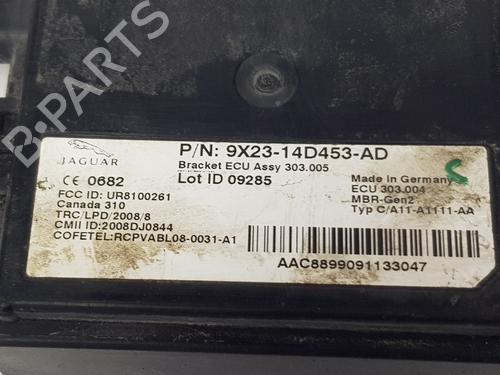 B-PARTS
JAGUAR
P/N: 9X23-14D453-AD
Bracket ECU Assy 303.005
Lot ID 09285
CE 0682
FCC ID: UR8100261
Canada 310
TRC/LPD/2008/8
CMII ID:2008DJ0844
COFETEL:RCPVABL08-0031-A1
Made in Germany
ECU 303.004
MBR-Gen2
Typ C/A11-A1111-AA
AAC8899091133047